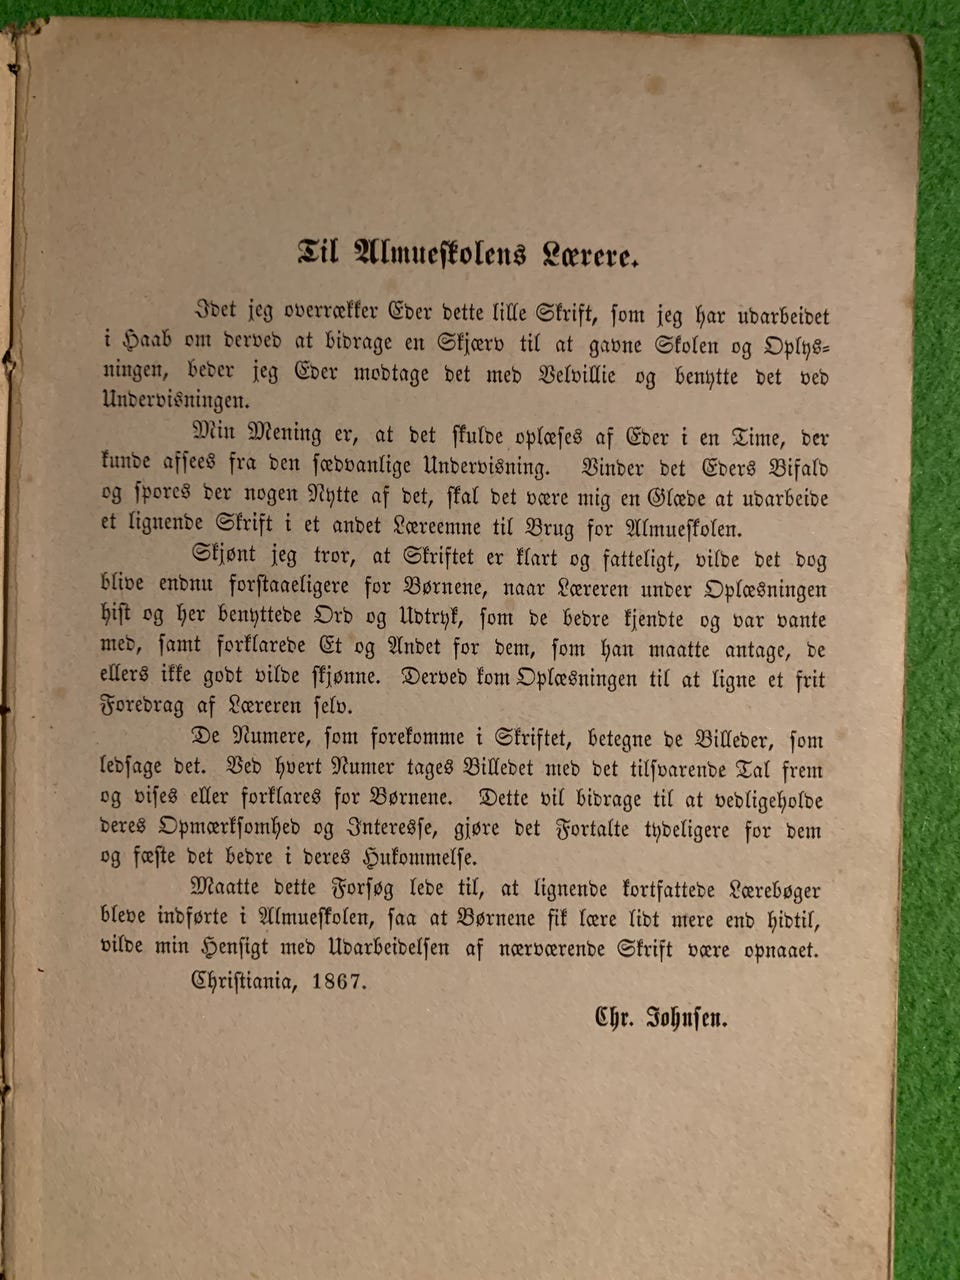 Til Almueskolens Lærere.
Idet jeg overrækker Eder dette lille Skrift, som jeg har udarbeidet
i Haab om derved at bidrage en Skjærv til at gavne Skolen og Oplys-
ningen, beder jeg Eder modtage det med Velvillie og benytte det ved
Undervisningen.
Min Mening er, at det skulde oplæses af Eder i en Time, der
kunde affees fra den sædvanlige Undervisning. Vinder det Eders Bifald
og spores der nogen Nytte af det, skal det være mig en Glæde at udarbeide
et lignende Skrift i et andet Læreemne til Brug for Almueskolen.
Skjønt jeg tror, at Skriftet er klart og fatteligt, vilde det dog
blive endnu forstaaeligere for Børnene, naar Læreren under Oplæsningen
hist og her benyttede Ord og Udtryk, som de bedre kjendte og var vante
med, samt forklarede Et og Andet for dem, som han maatte antage, de
ellers ikke godt vilde skjønne. Derved kom Oplæsningen til at ligne et frit
Foredrag af Læreren selv.
De Numere, som forekomme i Skriftet, betegne de Billeder, som
ledsage det. Ved hvert Numer tages Billedet med det tilsvarende Tal frem
og vises eller forklares for Børnene. Dette vil bidrage til at vedligeholde
deres Opmærksomhed og Interesse, gjøre det Fortalte tydeligere for dem
og fæste det bedre i deres Hukommelse.
Maatte dette Forsøg lede til, at lignende kortfattede Lærebøger
bleve indførte i Almueskolen, saa at Børnene fik lære lidt mere end hidtil,
vilde min Hensigt med Udarbeidelsen af nærværende Skrift være opnaaet.
Christiania, 1867.
Chr. Johnsen.